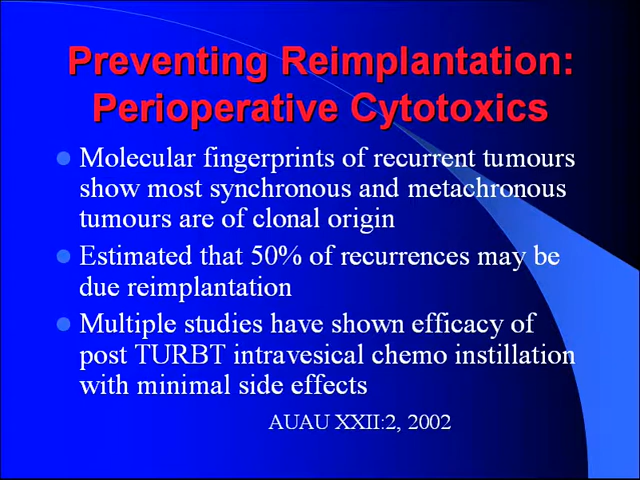 Preventing Reimplantation:
Perioperative Cytotoxics
Molecular fingerprints of recurrent tumours
show most synchronous and metachronous
tumours are of clonal origin
Estimated that 50% of recurrences may be
due reimplantation
Multiple studies have shown efficacy of
post TURBT intravesical chemo instillation
with minimal side effects
AUAU XXII:2, 2002